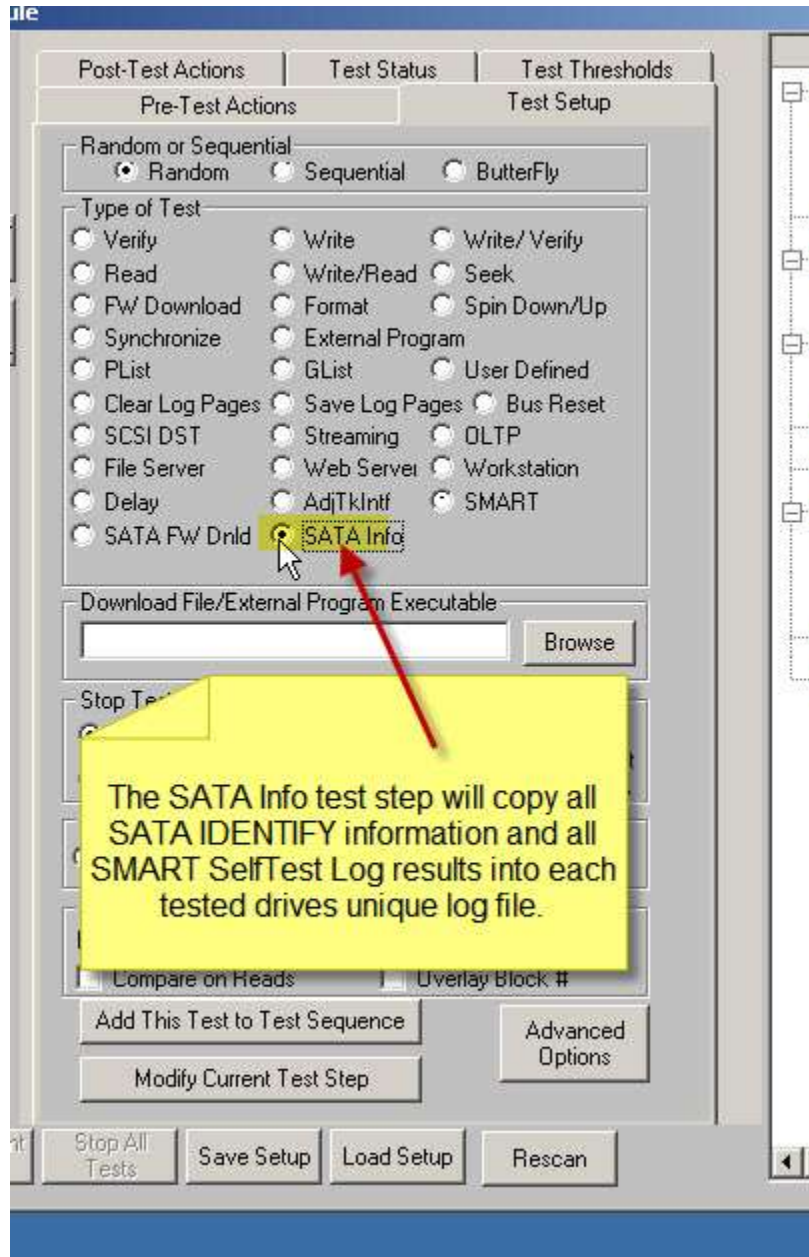 ule
Post-Test Actions Test Status Test Thresholds
Pre-Test Actions Test Setup
Random or Sequential
Random Sequential ButterFly
Type of Test
Verify Write Write/ Verify
Read Write/Read Seek
FW Download Format Spin Down/Up
Synchronize External Program
PList GList User Defined
Clear Log Pages Save Log Pages Bus Reset
SCSI DST Streaming OLTP
File Server Web Server Workstation
Delay AdjTkIntf SMART
SATA FW Dnld SATA Info
Download File/External Program Executable
Browse
Stop Te
The SATA Info test step will copy all
SATA IDENTIFY information and all
SMART SelfTest Log results into each
tested drives unique log file.
Compare on Reads Overlay Block #
Add This Test to Test Sequence
Advanced
Options
Modify Current Test Step
Stop All
Tests
Save Setup Load Setup Rescan